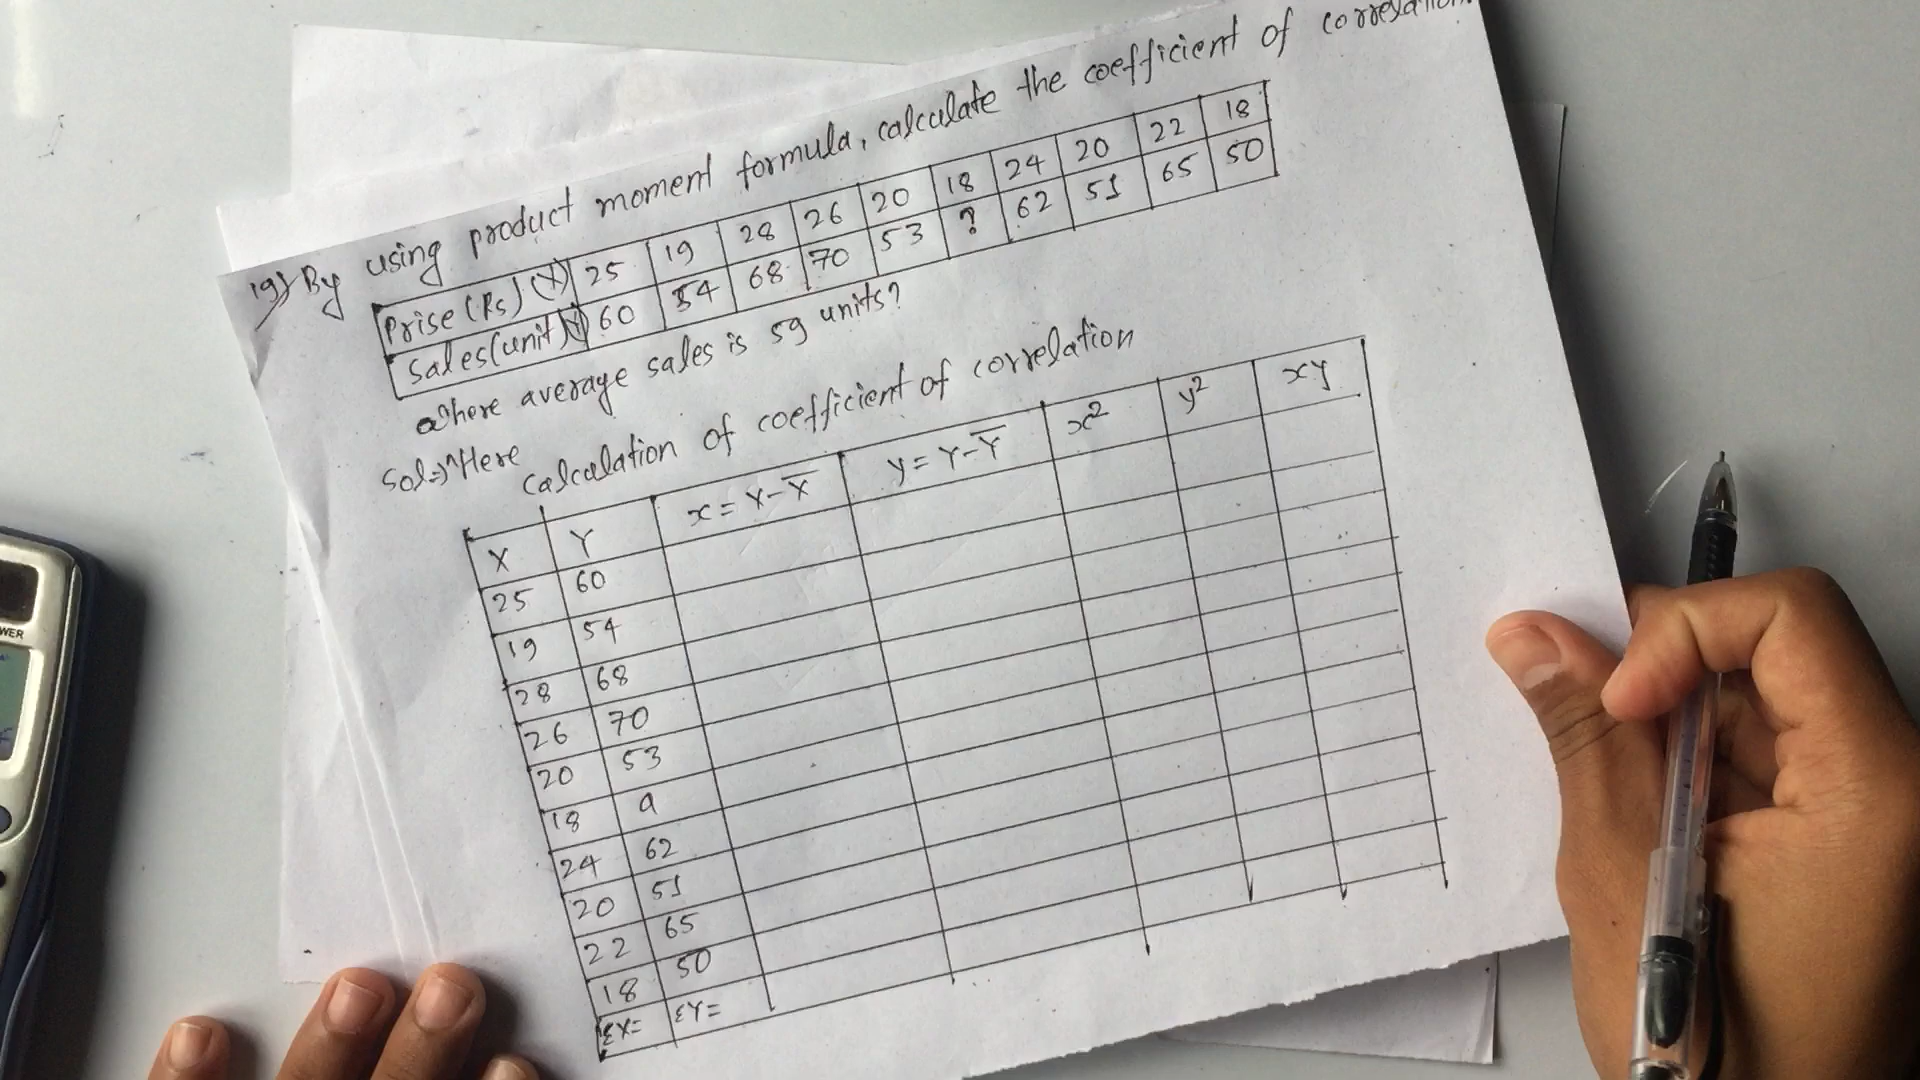 19) By using product moment formula, calculate the coefficient of correlation.
Prise (Rs) (X) 25 19 28 26 20 18 24 20 22 18
Sales(unit)(Y) 60 54 68 70 53 ? 62 51 65 50
where average sales is 59 units?
Sol⇒ⁿ Here
Calculation of coefficient of correlation
X Y x = X-X̅ y = Y-Y̅ x² y² xy
25 60
19 54
28 68
26 70
20 53
18 a
24 62
20 51
22 65
18 50
ΣX= ΣY=